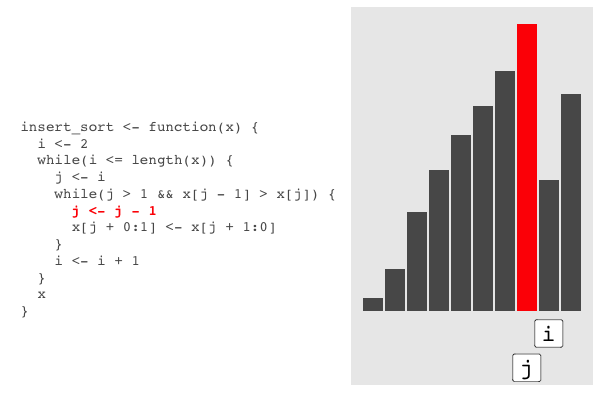 insert_sort <- function(x) {
  i <- 2
  while(i <= length(x)) {
    j <- i
    while(j > 1 && x[j - 1] > x[j]) {
      j <- j - 1
      x[j + 0:1] <- x[j + 1:0]
    }
    i <- i + 1
  }
  x
}
i
j